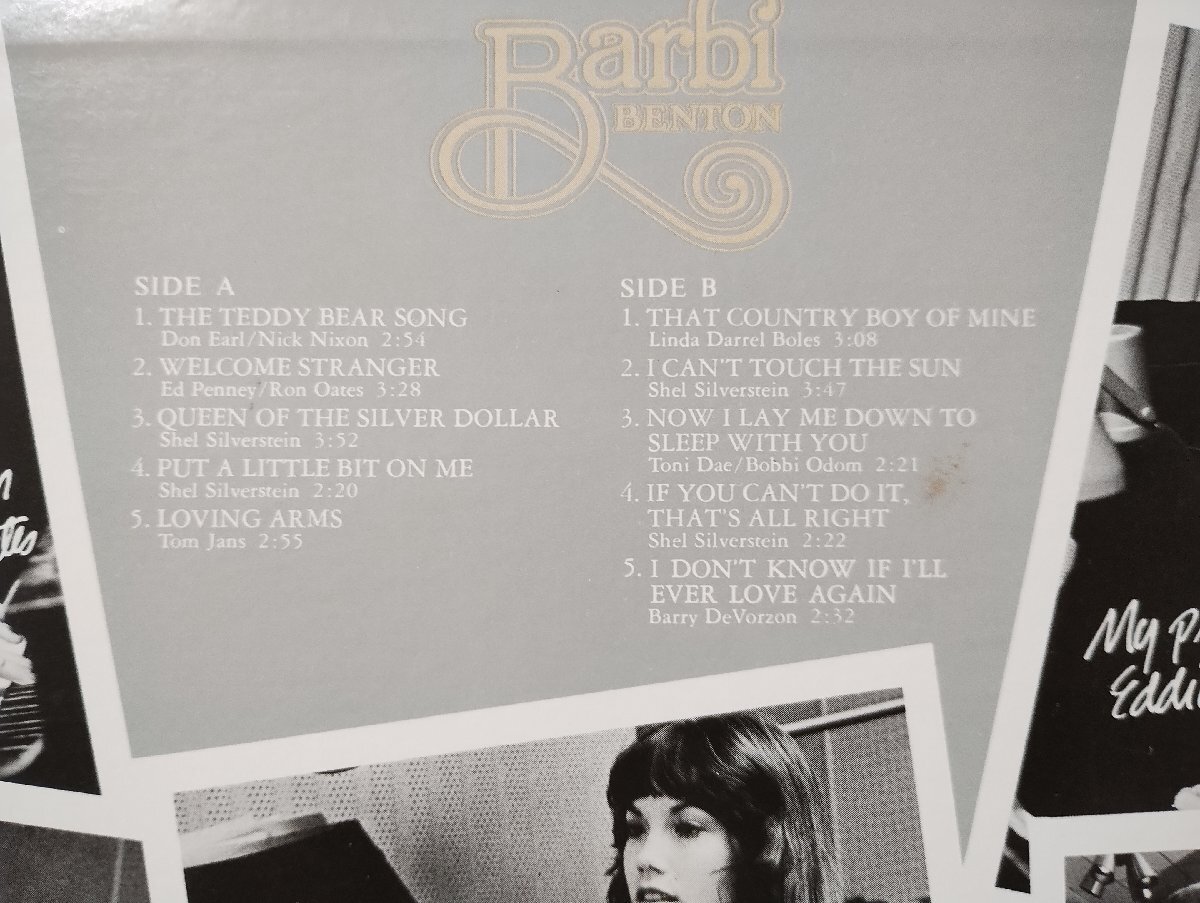 Barbi
BENTON
SIDE A
1. THE TEDDY BEAR SONG
Don Earl/Nick Nixon 2:54
2. WELCOME STRANGER
Ed Penney/Ron Oates 3:28
3. QUEEN OF THE SILVER DOLLAR
Shel Silverstein 3:52
4. PUT A LITTLE BIT ON ME
Shel Silverstein 2:20
5. LOVING ARMS
Tom Jans 2:55
SIDE B
1. THAT COUNTRY BOY OF MINE
Linda Darrel Boles 3:08
2. I CAN'T TOUCH THE SUN
Shel Silverstein 3:47
3. NOW I LAY ME DOWN TO
SLEEP WITH YOU
Toni Dae/Bobbi Odom 2:21
4. IF YOU CAN'T DO IT,
THAT'S ALL RIGHT
Shel Silverstein 2:22
5. I DON'T KNOW IF I'LL
EVER LOVE AGAIN
Barry DeVorzon 2:32
My
Eddi